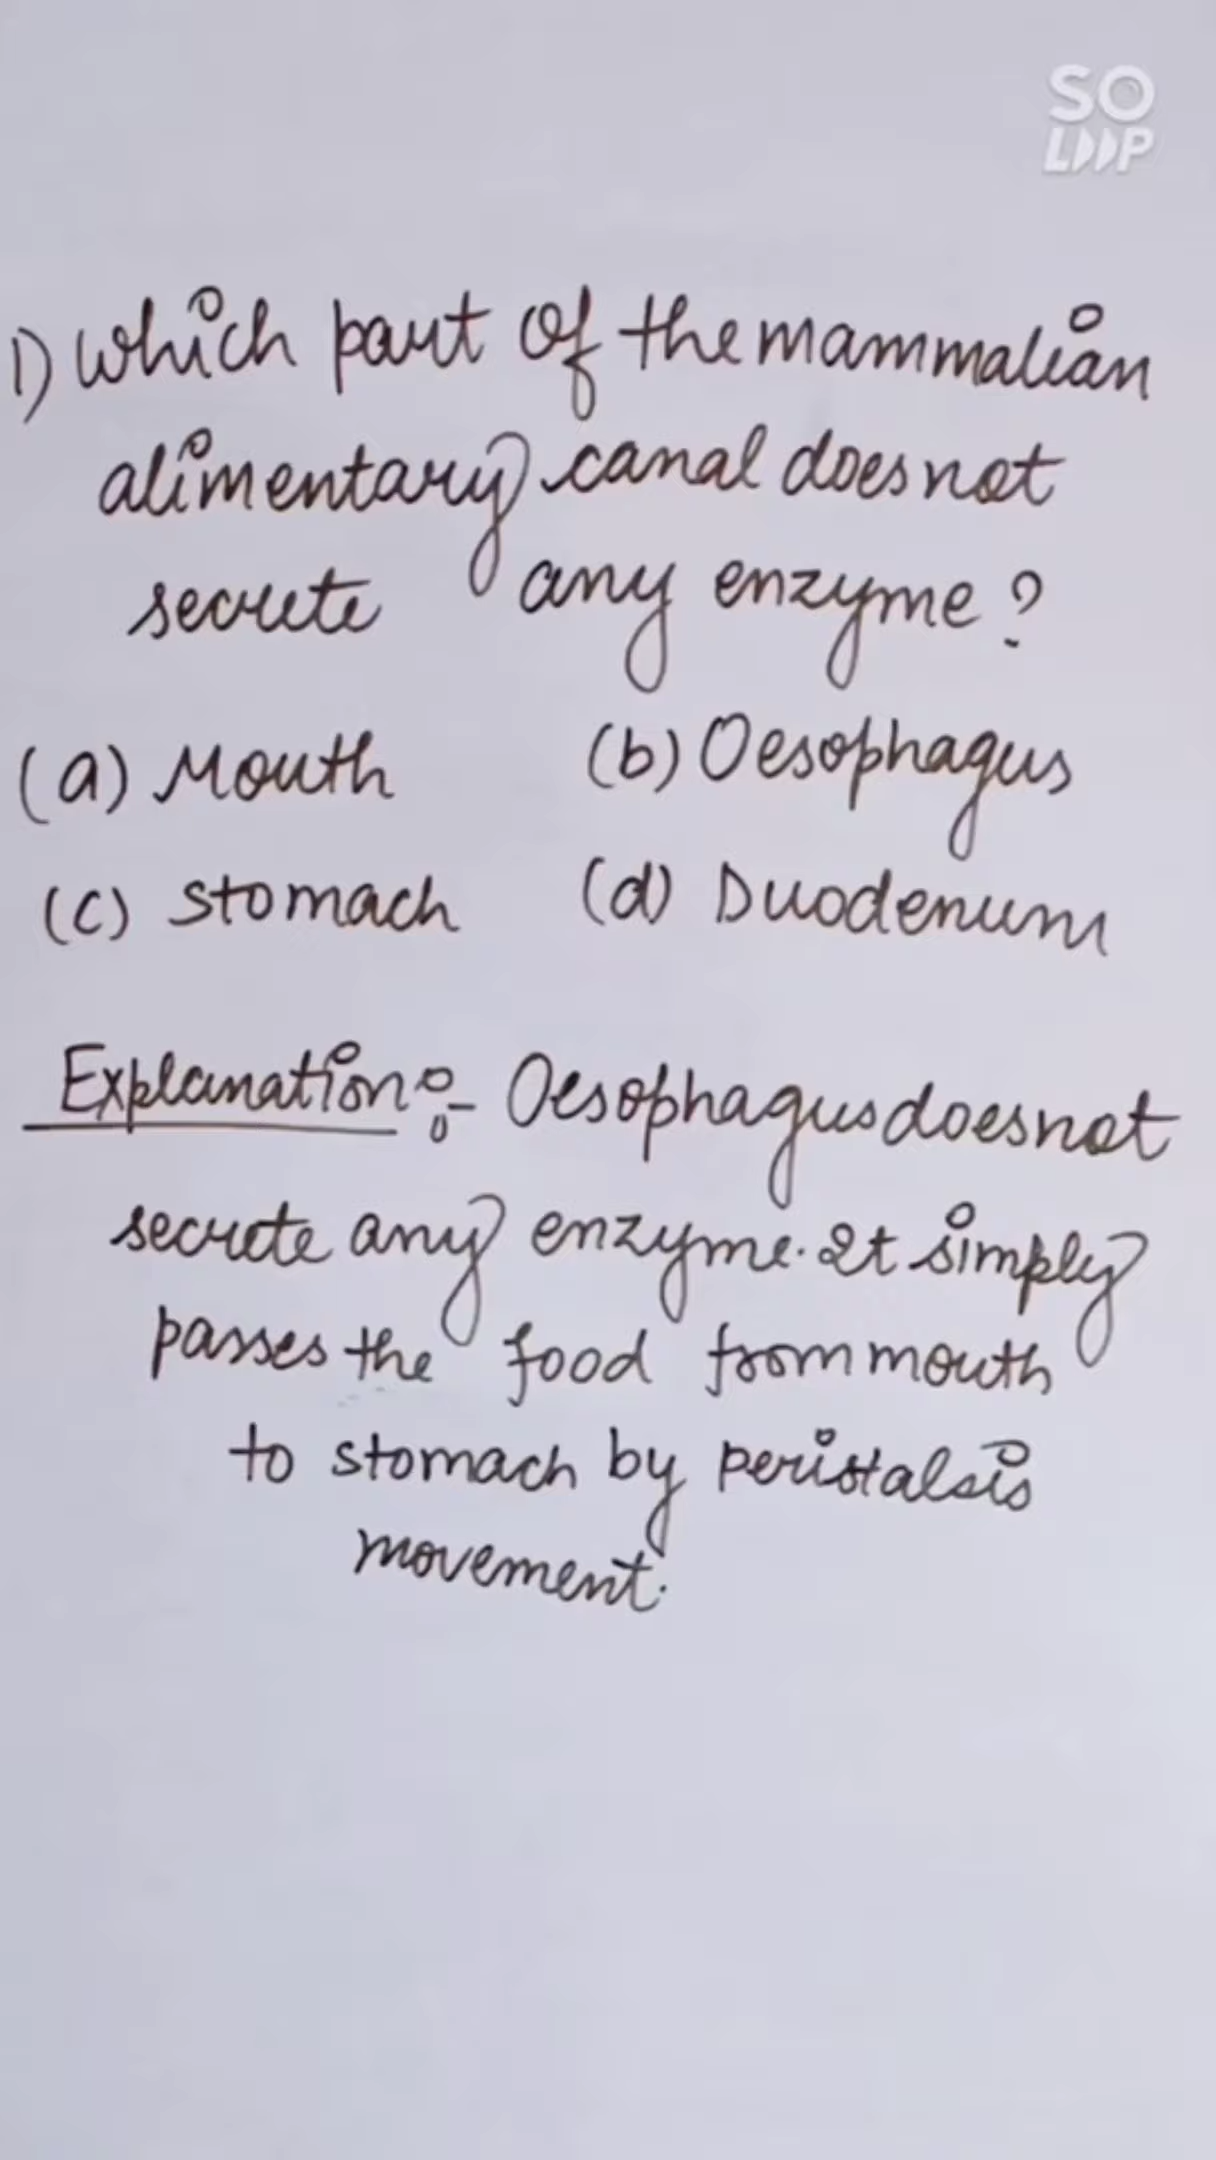 SO
LOOP
1) Which part of the mammalian
alimentary canal does not
secrete any enzyme?
(a) Mouth (b) Oesophagus
(c) Stomach (d) Duodenum
Explanation:- Oesophagus does not
secrete any enzyme. It simply
passes the food from mouth
to stomach by peristalsis
movement.